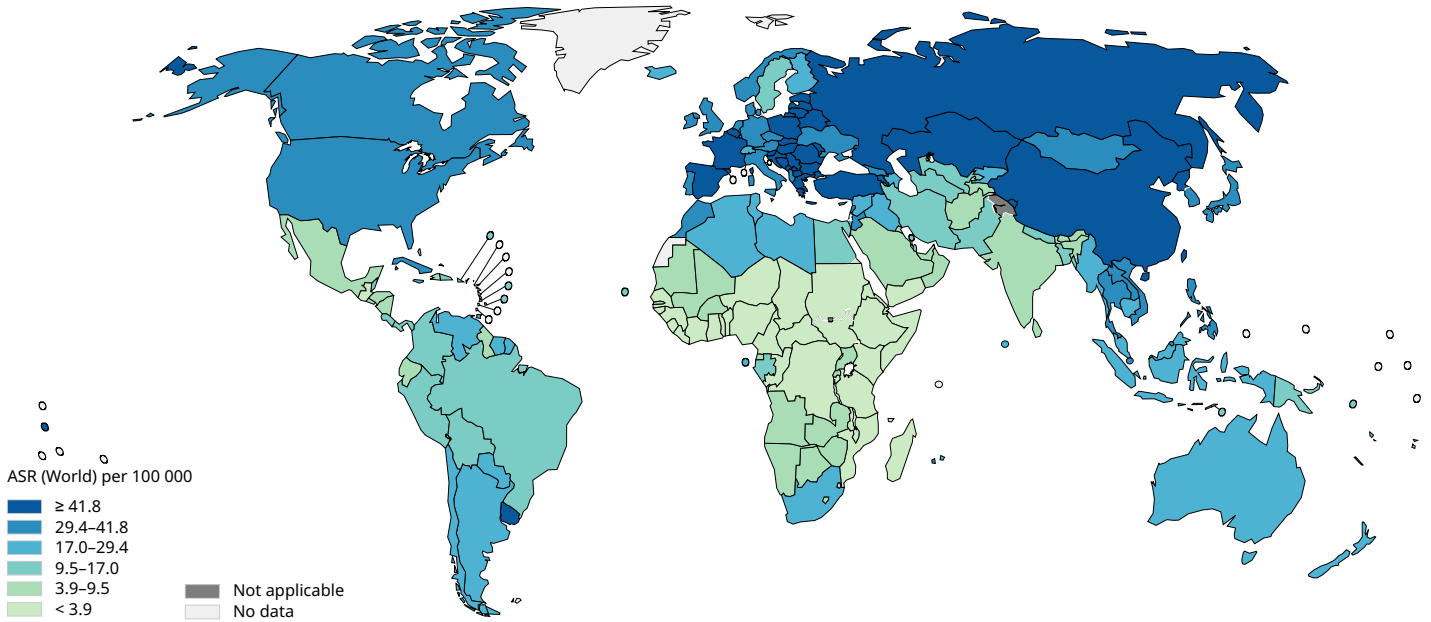 ASR (World) per 100 000
≥ 41.8
29.4–41.8
17.0–29.4
9.5–17.0
3.9–9.5
< 3.9
Not applicable
No data